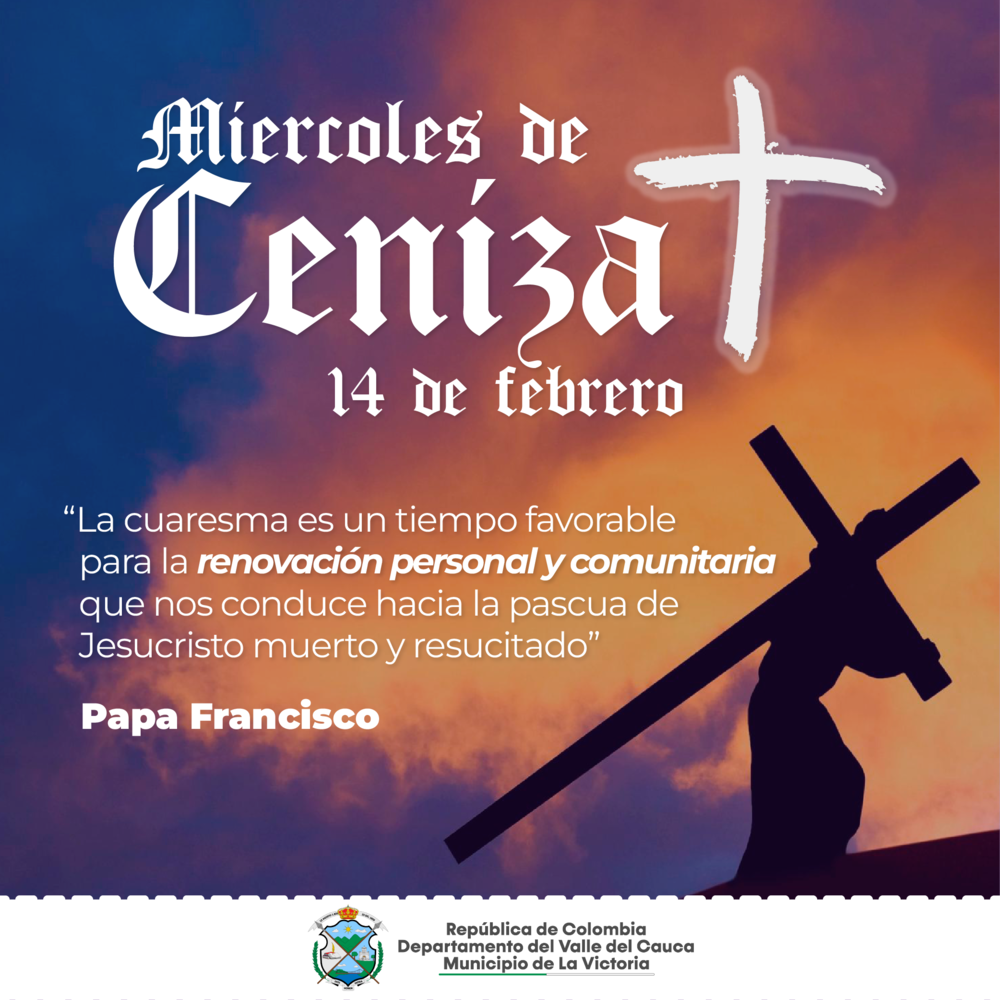 Miercoles de
Ceníza
14 de febrero
“La cuaresma es un tiempo favorable
para la renovación personal y comunitaria
que nos conduce hacia la pascua de
Jesucristo muerto y resucitado”
Papa Francisco
República de Colombia
Departamento del Valle del Cauca
Municipio de La Victoria